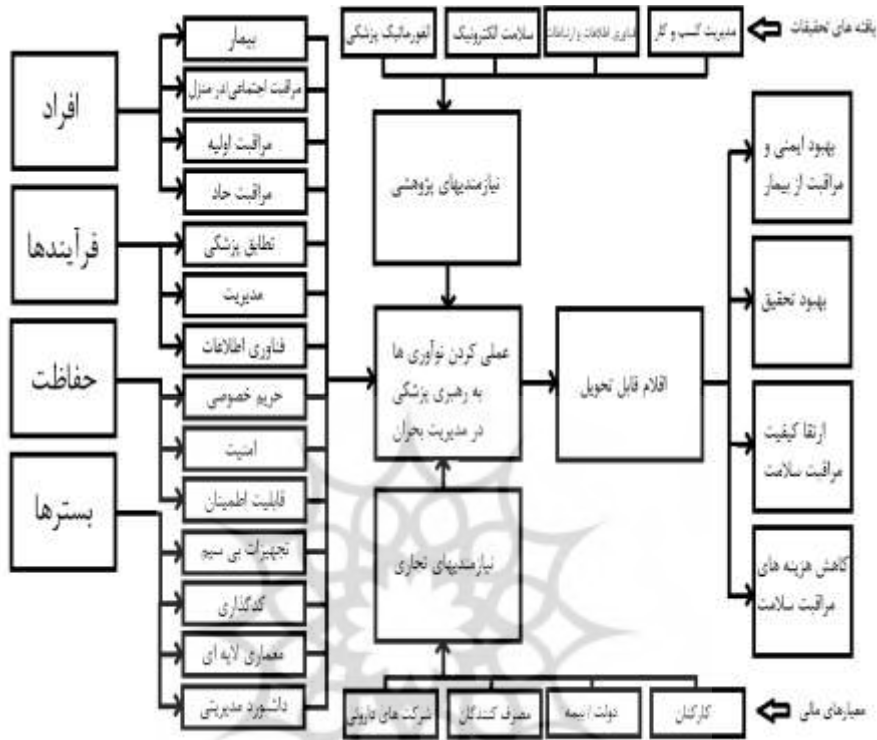 یافته های تحقیقات
مدیریت کسب و کار
فناوری اطلاعات و ارتباطات
سلامت الکترونیک
انفورماتیک پزشکی
افراد
فرآیندها
حفاظت
بسترها
بیمار
مراقبت اجتماعی/در منزل
مراقبت اولیه
مراقبت حاد
تطابق پزشکی
مدیریت
فناوری اطلاعات
حریم خصوصی
امنیت
قابلیت اطمینان
تجهیزات بی سیم
کدگذاری
معماری لایه ای
داشبورد مدیریتی
نیازمندیهای پژوهشی
عملی کردن نوآوری ها
به رهبری پزشکی
در مدیریت بحران
نیازمندیهای تجاری
اقلام قابل تحویل
بهبود ایمنی و
مراقبت از بیمار
بهبود تحقیق
ارتقا کیفیت
مراقبت سلامت
کاهش هزینه های
مراقبت سلامت
معیارهای مالی
کارکنان
دولت / بیمه
مصرف کنندگان
شرکت های داروئی